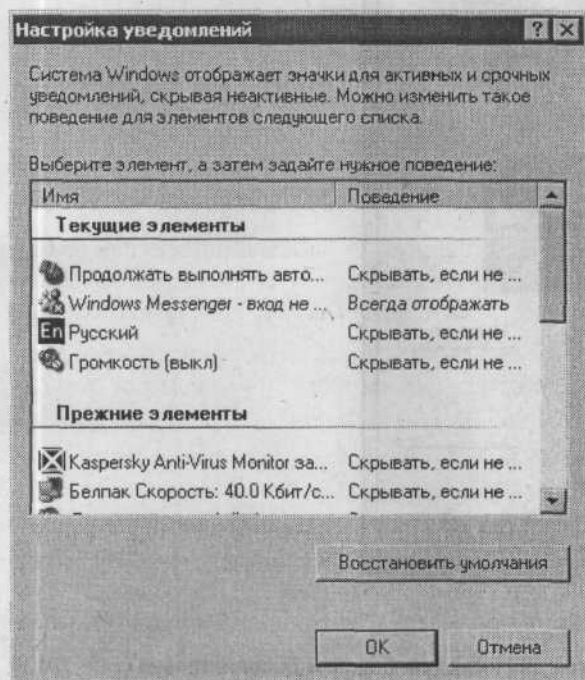 Настройка уведомлений
Система Windows отображает значки для активных и срочных
уведомлений, скрывая неактивные. Можно изменить такое
поведение для элементов следующего списка.
Выберите элемент, а затем задайте нужное поведение:
Имя Поведение
Текущие элементы
Продолжать выполнять авто... Скрывать, если не ...
Windows Messenger - вход не ... Всегда отображать
En Русский Скрывать, если не ...
Громкость (выкл) Скрывать, если не ...
Прежние элементы
Kaspersky Anti-Virus Monitor за... Скрывать, если не ...
Белпак Скорость: 40.0 Кбит/с... Скрывать, если не ...
Восстановить умолчания
OK Отмена